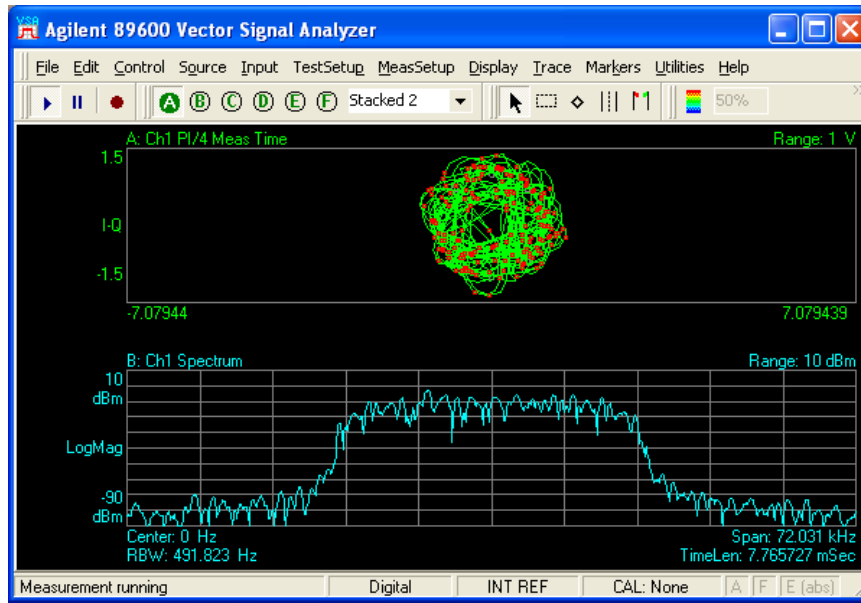 VSA Agilent 89600 Vector Signal Analyzer
File Edit Control Source Input TestSetup MeasSetup Display Trace Markers Utilities Help
A B C D E F Stacked 2 50%
A: Ch1 PI/4 Meas Time Range: 1 V
1.5
I-Q
-1.5
-7.07944 7.079439
B: Ch1 Spectrum Range: 10 dBm
10
dBm
LogMag
-90
dBm
Center: 0 Hz Span: 72.031 kHz
RBW: 491.823 Hz TimeLen: 7.765727 mSec
Measurement running Digital INT REF CAL: None A F E (abs)